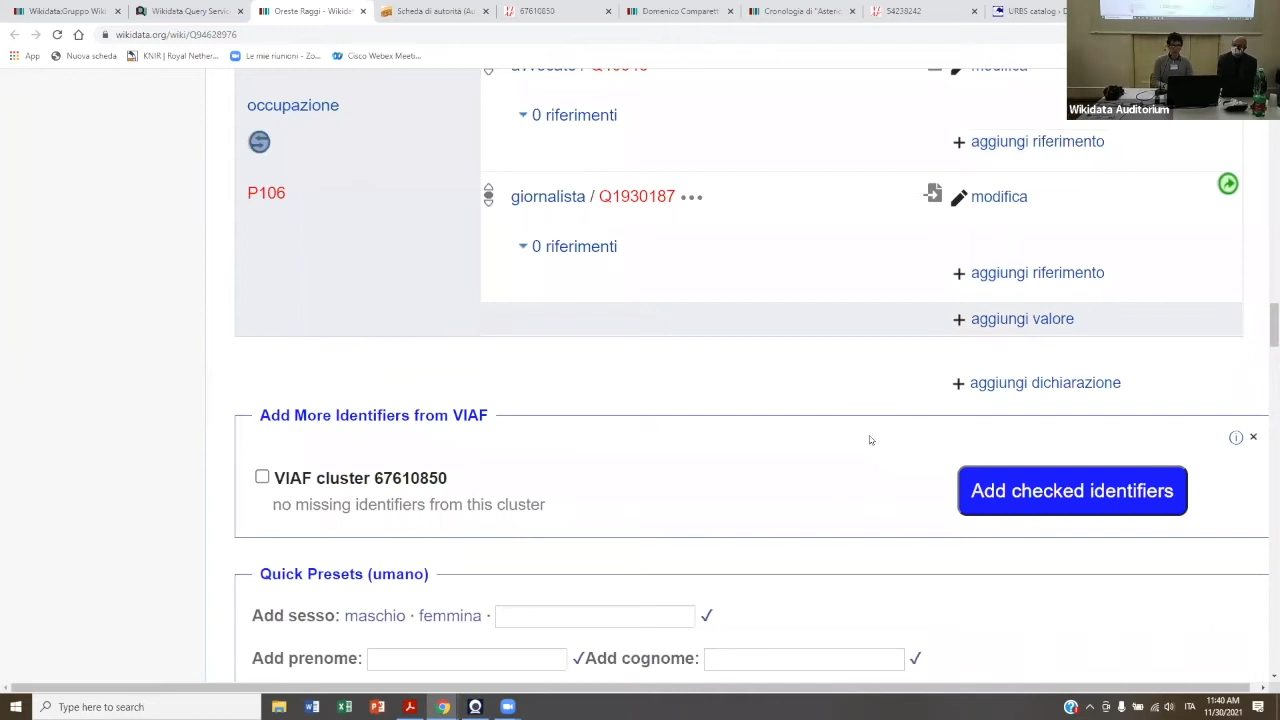 Wikidata:Gruppo Wikid
Wikidata Query Service
Oreste Raggi - Wikidat
Scheda di autorità (Au
67610850
Domenico Comparett
Cronologia di "Asterex
54238242
URBS catalog
wikidata.org/wiki/Q94628976
App
Nuova scheda
KNIR | Royal Nether...
Le mie riunioni - Zo...
Cisco Webex Meeti...
Wikidata Auditorium
modifica
occupazione
0 riferimenti
aggiungi riferimento
P106
giornalista / Q1930187
modifica
0 riferimenti
aggiungi riferimento
aggiungi valore
aggiungi dichiarazione
Add More Identifiers from VIAF
VIAF cluster 67610850
no missing identifiers from this cluster
Add checked identifiers
Quick Presets (umano)
Add sesso: maschio · femmina ·
Add prenome:
Add cognome:
Type here to search
ITA
11:40 AM
11/30/2021